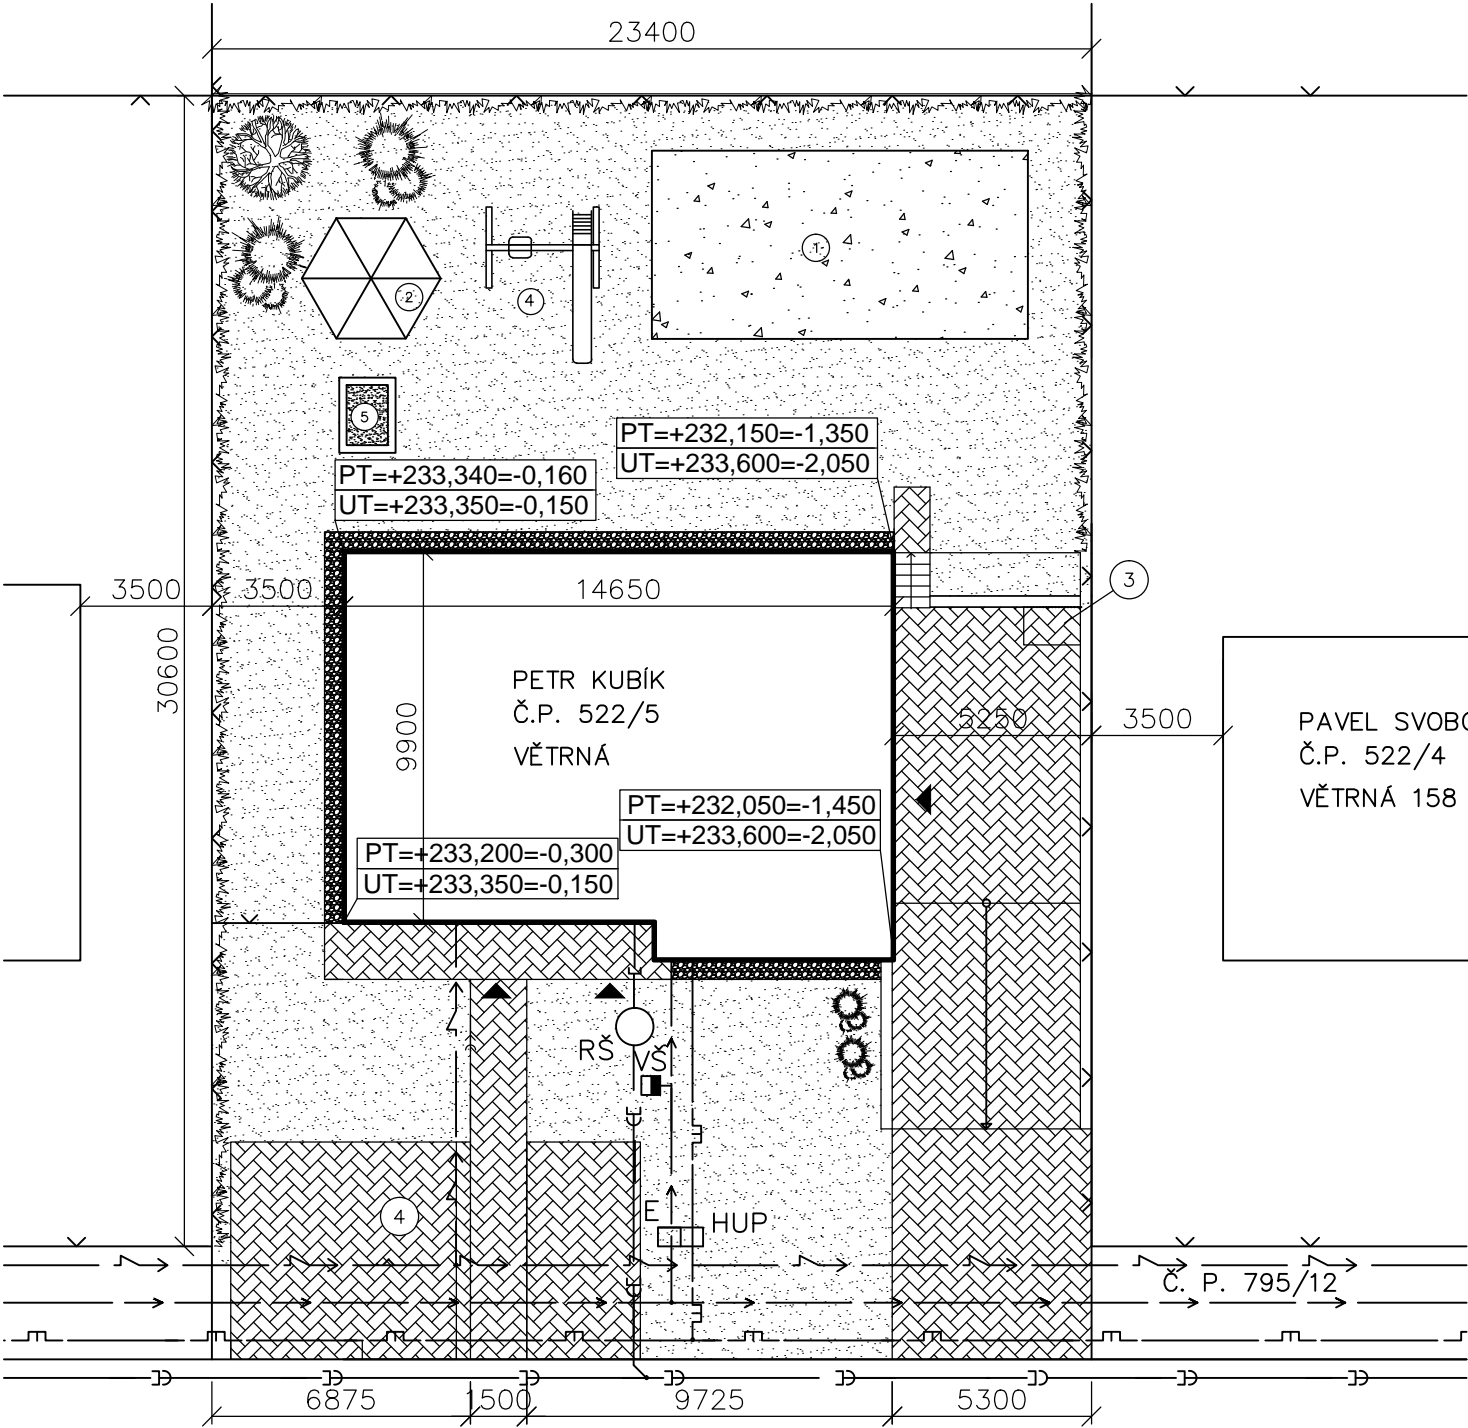 23400
1
2
4
5
PT=+232,150=-1,350
UT=+233,600=-2,050
PT=+233,340=-0,160
UT=+233,350=-0,150
3500
3500
14650
3
30600
PETR KUBÍK
Č.P. 522/5
VĚTRNÁ
9900
5250
3500
PAVEL SVOBO
Č.P. 522/4
VĚTRNÁ 158
PT=+232,050=-1,450
UT=+233,600=-2,050
PT=+233,200=-0,300
UT=+233,350=-0,150
RŠ
VŠ
4
E
HUP
Č. P. 795/12
6875
1500
9725
5300